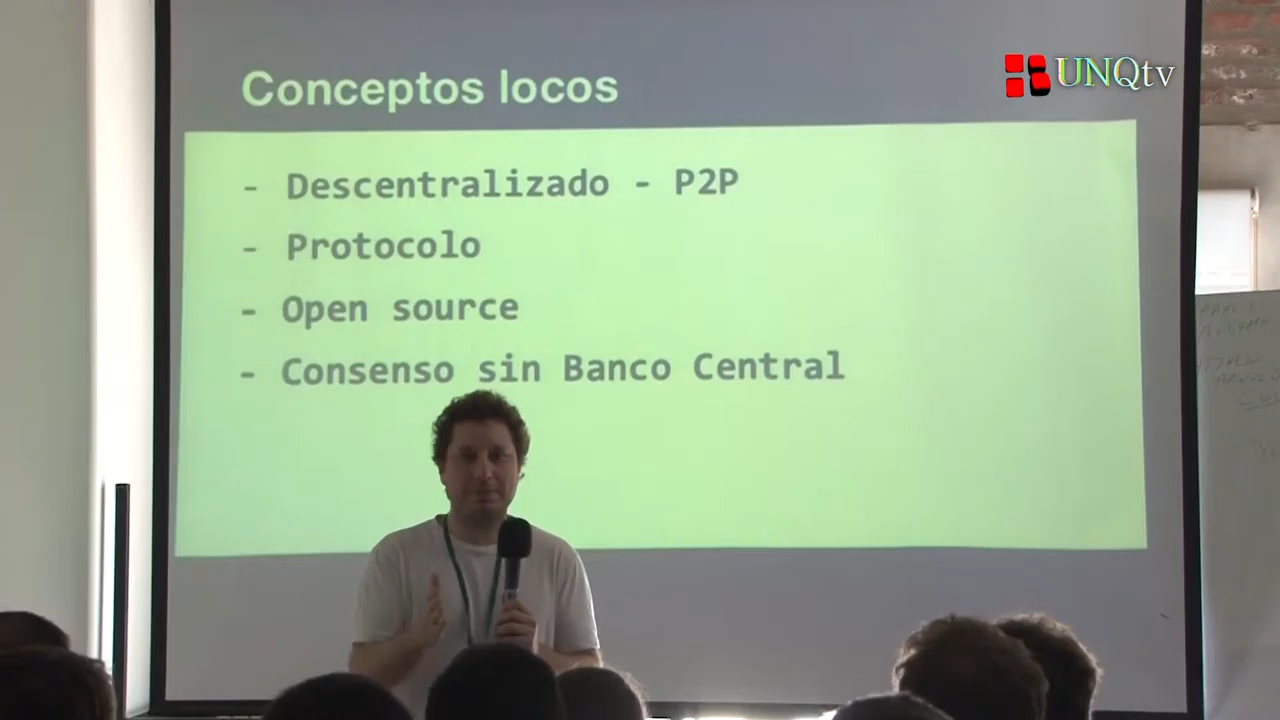 Conceptos locos
UNQtv
- Descentralizado - P2P
- Protocolo
- Open source
- Consenso sin Banco Central